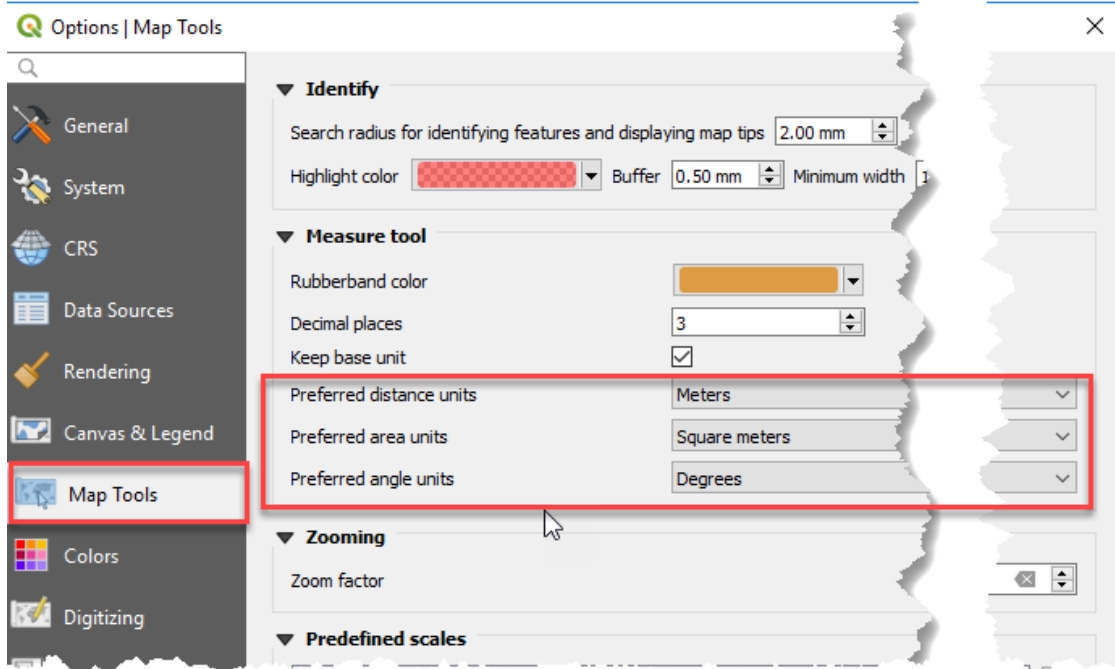 Options | Map Tools
General
System
CRS
Data Sources
Rendering
Canvas & Legend
Map Tools
Colors
Digitizing
Identify
Search radius for identifying features and displaying map tips 2.00 mm
Highlight color Buffer 0.50 mm Minimum width
Measure tool
Rubberband color
Decimal places 3
Keep base unit
Preferred distance units Meters
Preferred area units Square meters
Preferred angle units Degrees
Zooming
Zoom factor
Predefined scales